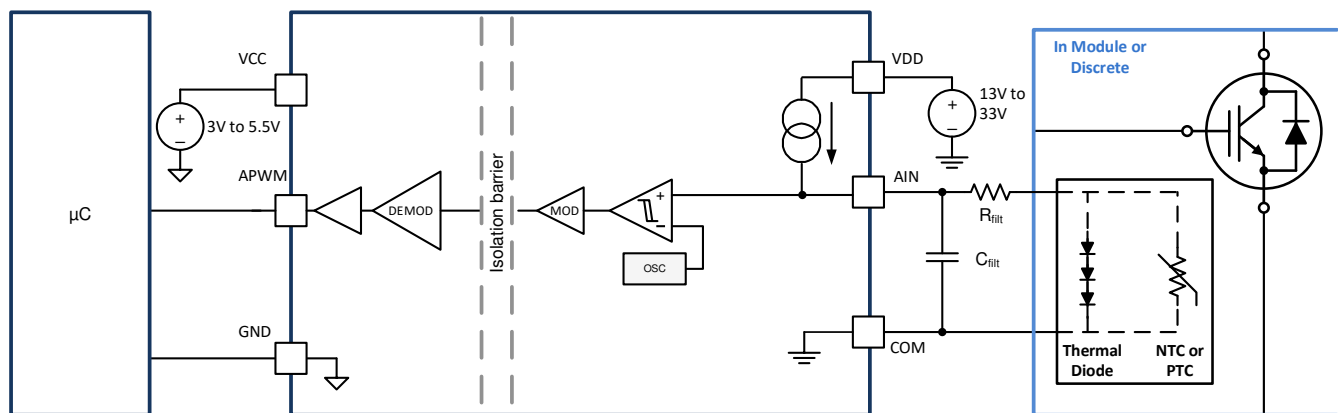 In Module or
Discrete
VCC
VDD
+
−
3V to 5.5V
+
−
13V to
33V
APWM
AIN
µC
DEMOD
Isolation barrier
MOD
+
−
OSC
Rfilt
Cfilt
GND
COM
Thermal
Diode
NTC or
PTC